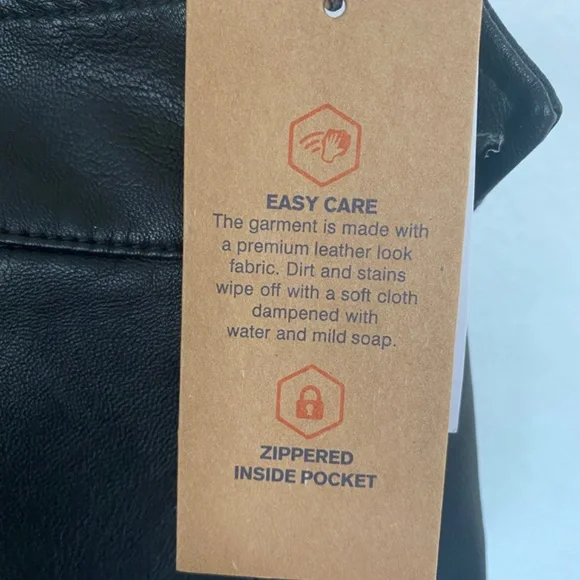 EASY CARE
The garment is made with
a premium leather look
fabric. Dirt and stains
wipe off with a soft cloth
dampened with
water and mild soap.
ZIPPERED
INSIDE POCKET